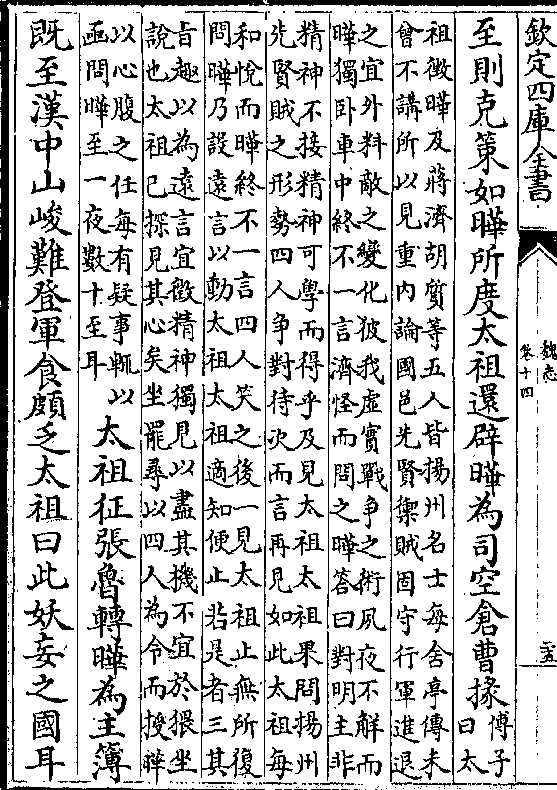 欽定四庫全書
魏志
卷十四
二五
至則克策如曄所度太祖還辟曄為司空倉曹掾
傅子
曰太
祖徵曄及蔣濟胡質等五人皆揚州名士每舍亭傳未
曾不講所以見重内論國邑先賢禦賊固守行軍進退
之宜外料敵之變化彼我虛實戰爭之術夙夜不解而
曄獨卧車中終不一言濟怪而問之曄答曰對明主非
精神不接精神可學而得乎及見太祖太祖果問揚州
先賢賊之形勢四人爭對待次而言再見如此太祖每
和悅而曄終不一言四人笑之後一見太祖止無所復
問曄乃設遠言以動太祖太祖適知便止若是者三其
旨趣以為遠言宜徵精神獨見以盡其機不宜於猥坐
說也太祖已探見其心矣坐罷尋以四人為令而授曄
以心腹之任每有疑事輒以
函問曄至一夜數十至耳
太祖征張魯轉曄為主簿
既至漢中山峻難登軍食頗乏太祖曰此妖妄之國耳